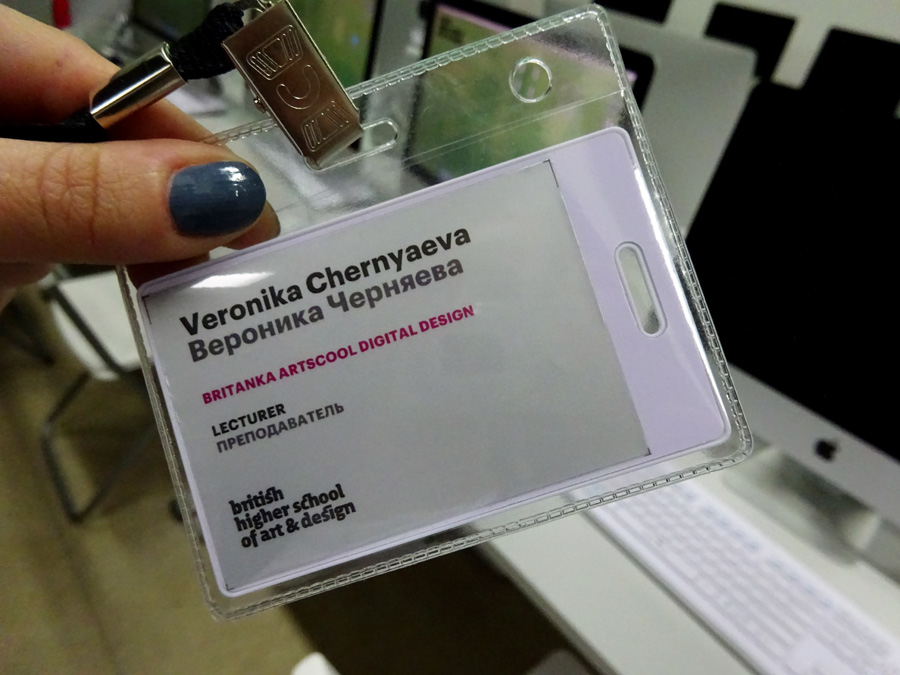 Veronika Chernyaeva
Вероника Черняева
BRITANKA ARTSCOOL DIGITAL DESIGN
LECTURER
ПРЕПОДАВАТЕЛЬ
british
higher school
of art & design